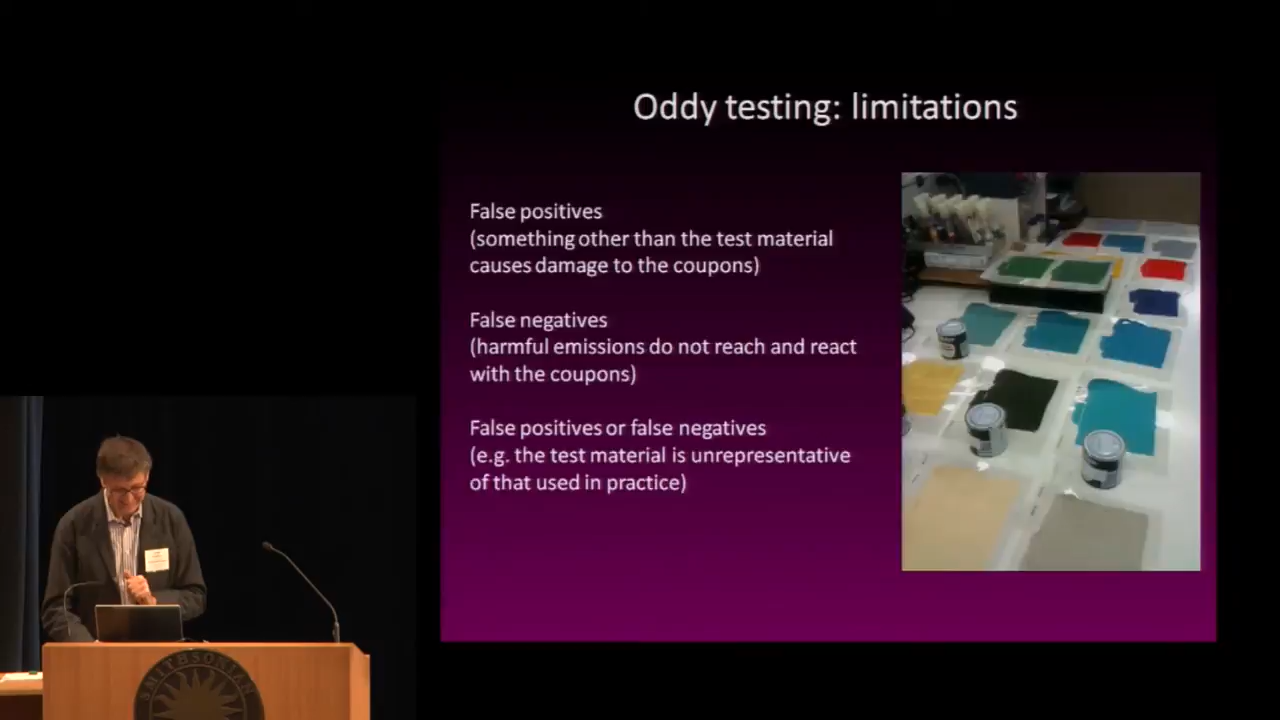 Oddy testing: limitations
False positives
(something other than the test material
causes damage to the coupons)
False negatives
(harmful emissions do not reach and react
with the coupons)
False positives or false negatives
(e.g. the test material is unrepresentative
of that used in practice)
SMITHSONIAN